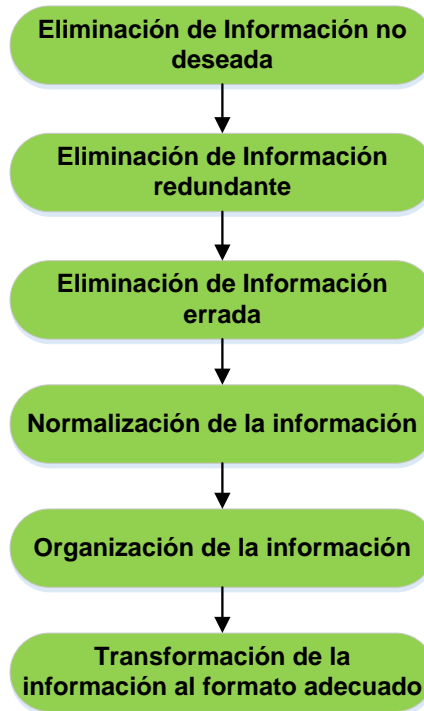 Eliminación de Información no
deseada
Eliminación de Información
redundante
Eliminación de Información
errada
Normalización de la información
Organización de la información
Transformación de la
información al formato adecuado